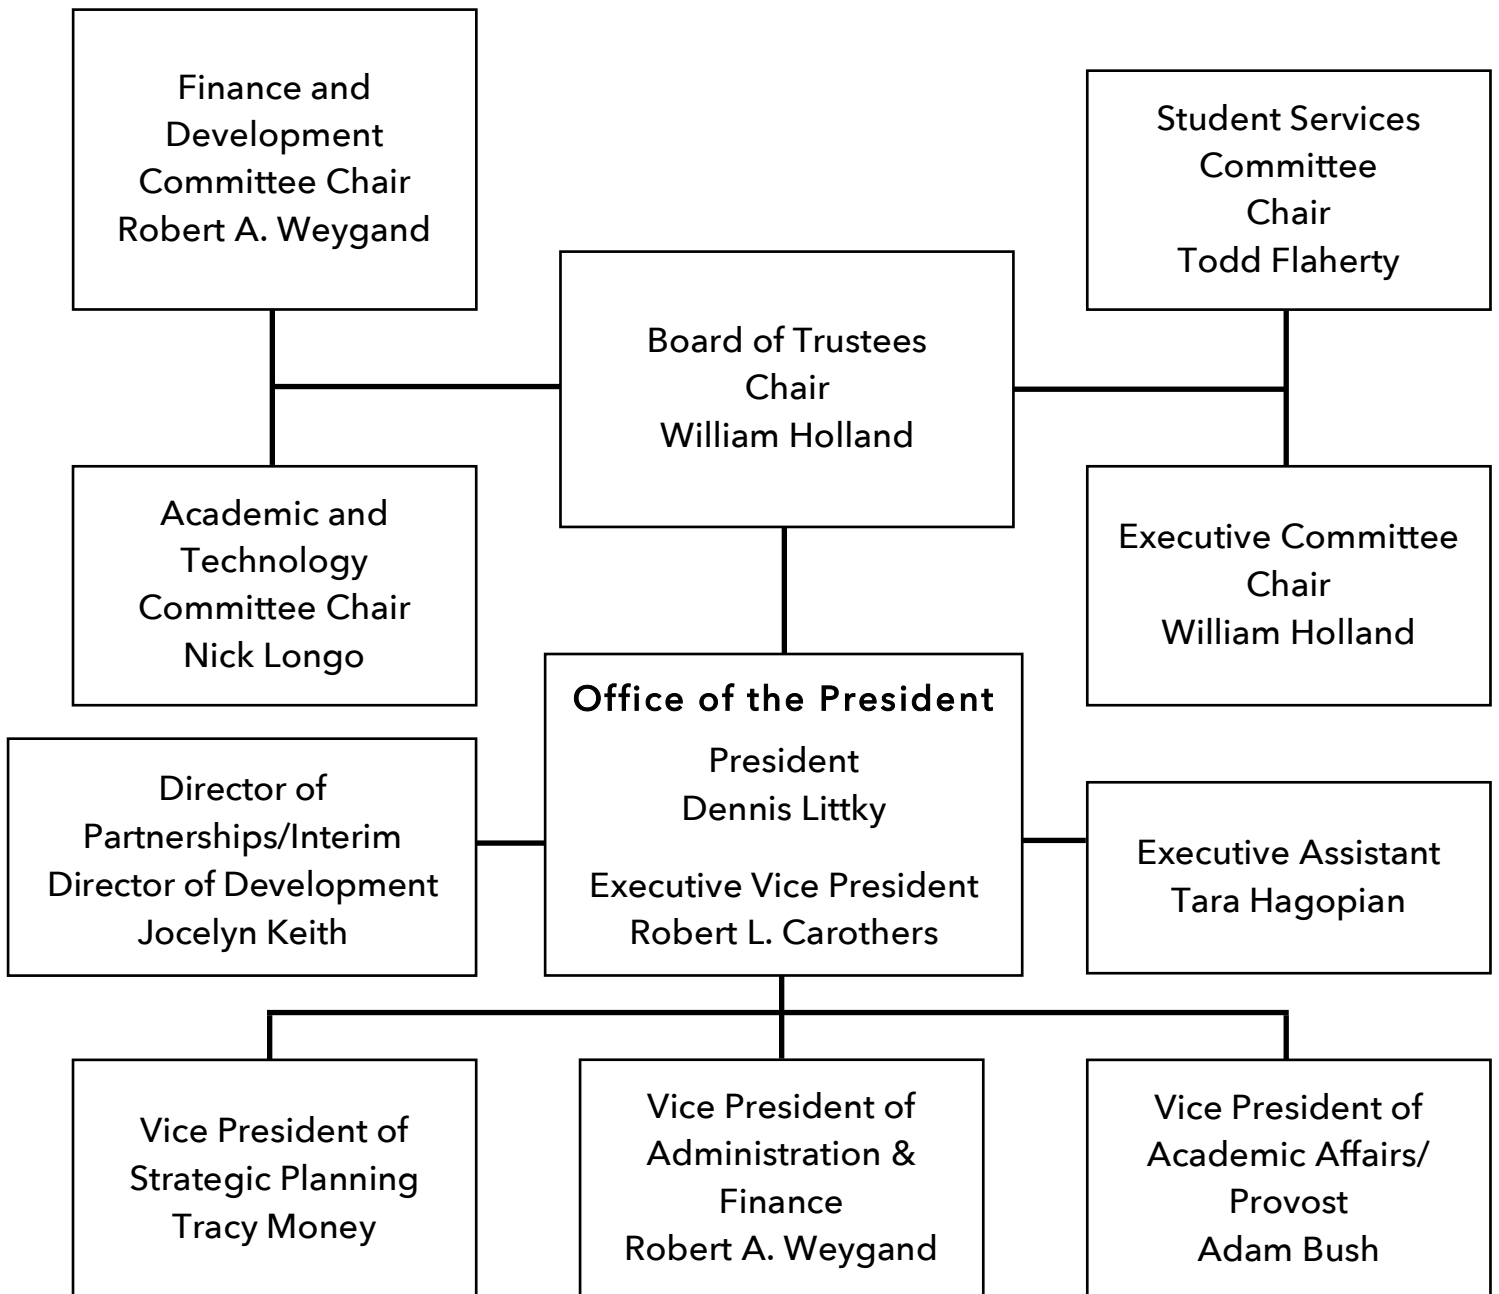 Finance and
Development
Committee Chair
Robert A. Weygand
Student Services
Committee
Chair
Todd Flaherty
Board of Trustees
Chair
William Holland
Academic and
Technology
Committee Chair
Nick Longo
Executive Committee
Chair
William Holland
Office of the President
President
Dennis Littky
Executive Vice President
Robert L. Carothers
Director of
Partnerships/Interim
Director of Development
Jocelyn Keith
Executive Assistant
Tara Hagopian
Vice President of
Strategic Planning
Tracy Money
Vice President of
Administration &
Finance
Robert A. Weygand
Vice President of
Academic Affairs/
Provost
Adam Bush